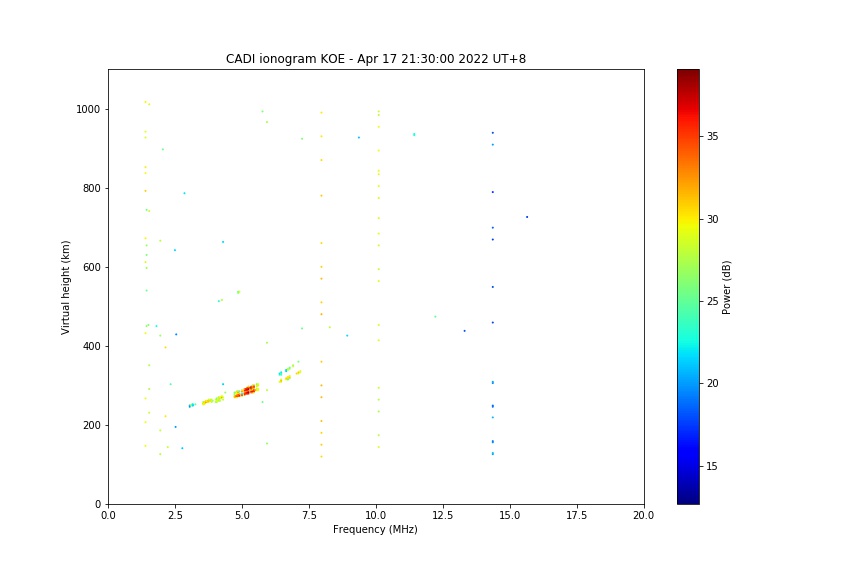 CADI ionogram KOE - Apr 17 21:30:00 2022 UT+8
1000
800
600
400
200
0
Virtual height (km)
0.0 2.5 5.0 7.5 10.0 12.5 15.0 17.5 20.0
Frequency (MHz)
35
30
25
20
15
Power (dB)